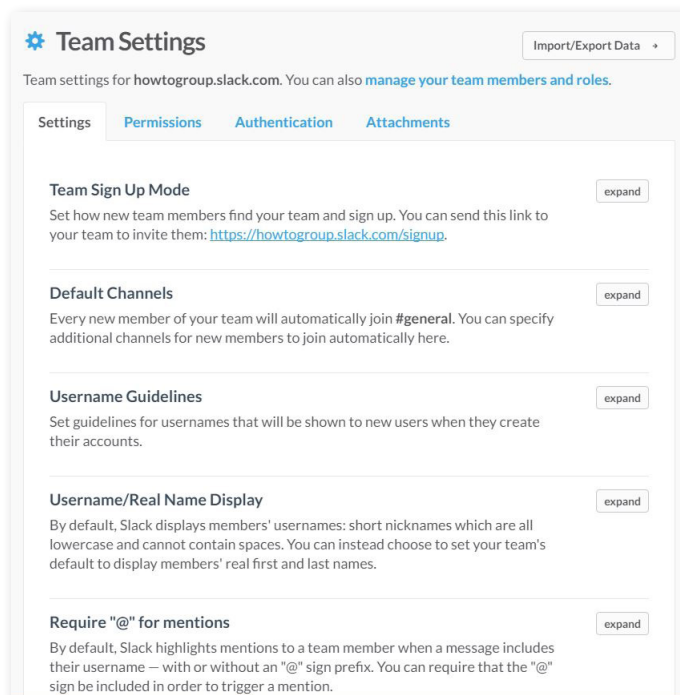 Team Settings
Import/Export Data →
Team settings for howtogroup.slack.com. You can also manage your team members and roles.
Settings Permissions Authentication Attachments
Team Sign Up Mode
expand
Set how new team members find your team and sign up. You can send this link to
your team to invite them: https://howtogroup.slack.com/signup.
Default Channels
expand
Every new member of your team will automatically join #general. You can specify
additional channels for new members to join automatically here.
Username Guidelines
expand
Set guidelines for usernames that will be shown to new users when they create
their accounts.
Username/Real Name Display
expand
By default, Slack displays members' usernames: short nicknames which are all
lowercase and cannot contain spaces. You can instead choose to set your team's
default to display members' real first and last names.
Require "@" for mentions
expand
By default, Slack highlights mentions to a team member when a message includes
their username — with or without an "@" sign prefix. You can require that the "@"
sign be included in order to trigger a mention.